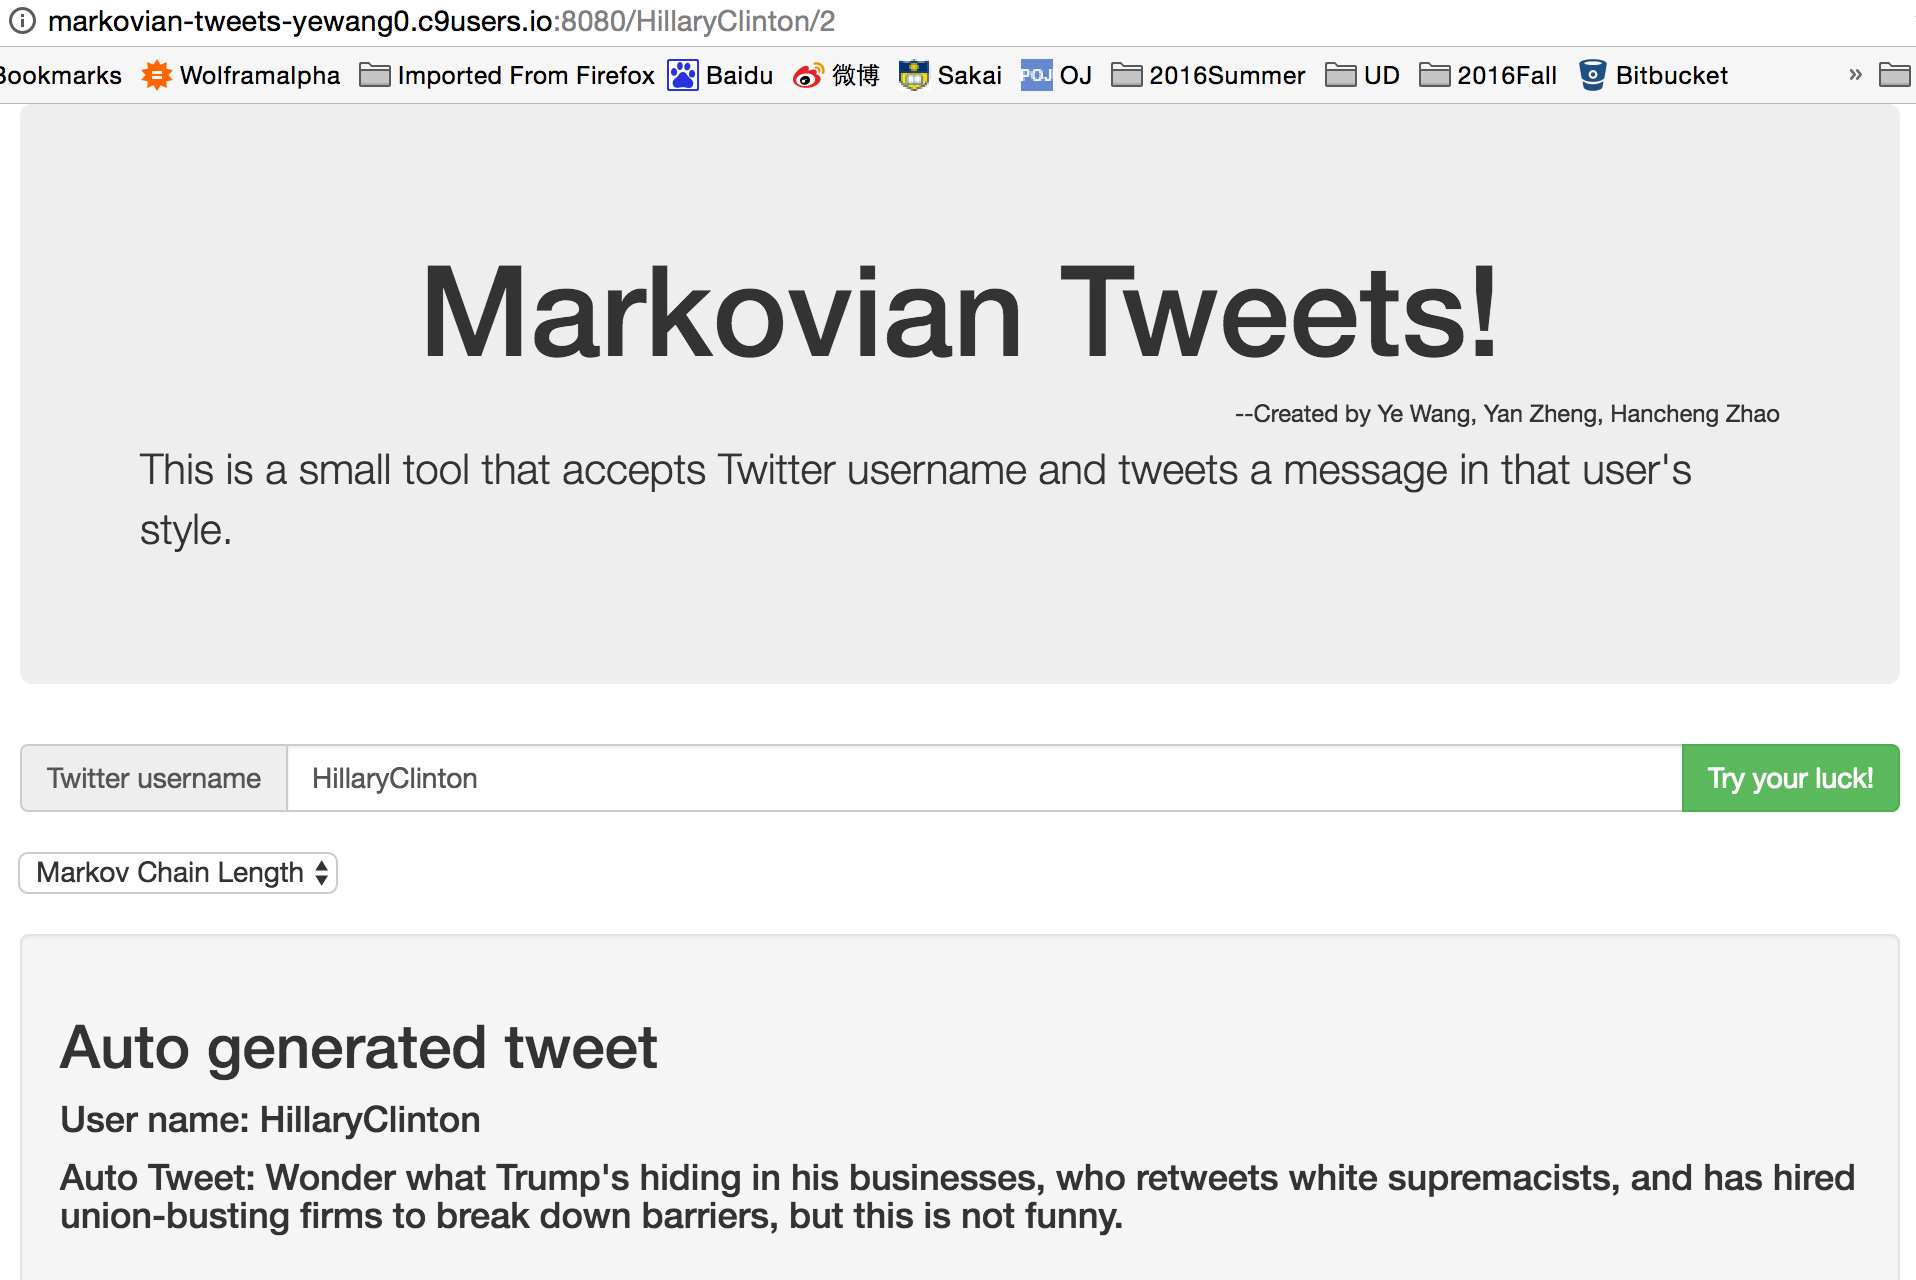 markovian-tweets-yewang0.c9users.io:8080/HillaryClinton/2
Bookmarks Wolframalpha Imported From Firefox Baidu 微博 Sakai POJ OJ 2016Summer UD 2016Fall Bitbucket »
Markovian Tweets!
--Created by Ye Wang, Yan Zheng, Hancheng Zhao
This is a small tool that accepts Twitter username and tweets a message in that user's
style.
Twitter username HillaryClinton Try your luck!
Markov Chain Length
Auto generated tweet
User name: HillaryClinton
Auto Tweet: Wonder what Trump's hiding in his businesses, who retweets white supremacists, and has hired
union-busting firms to break down barriers, but this is not funny.